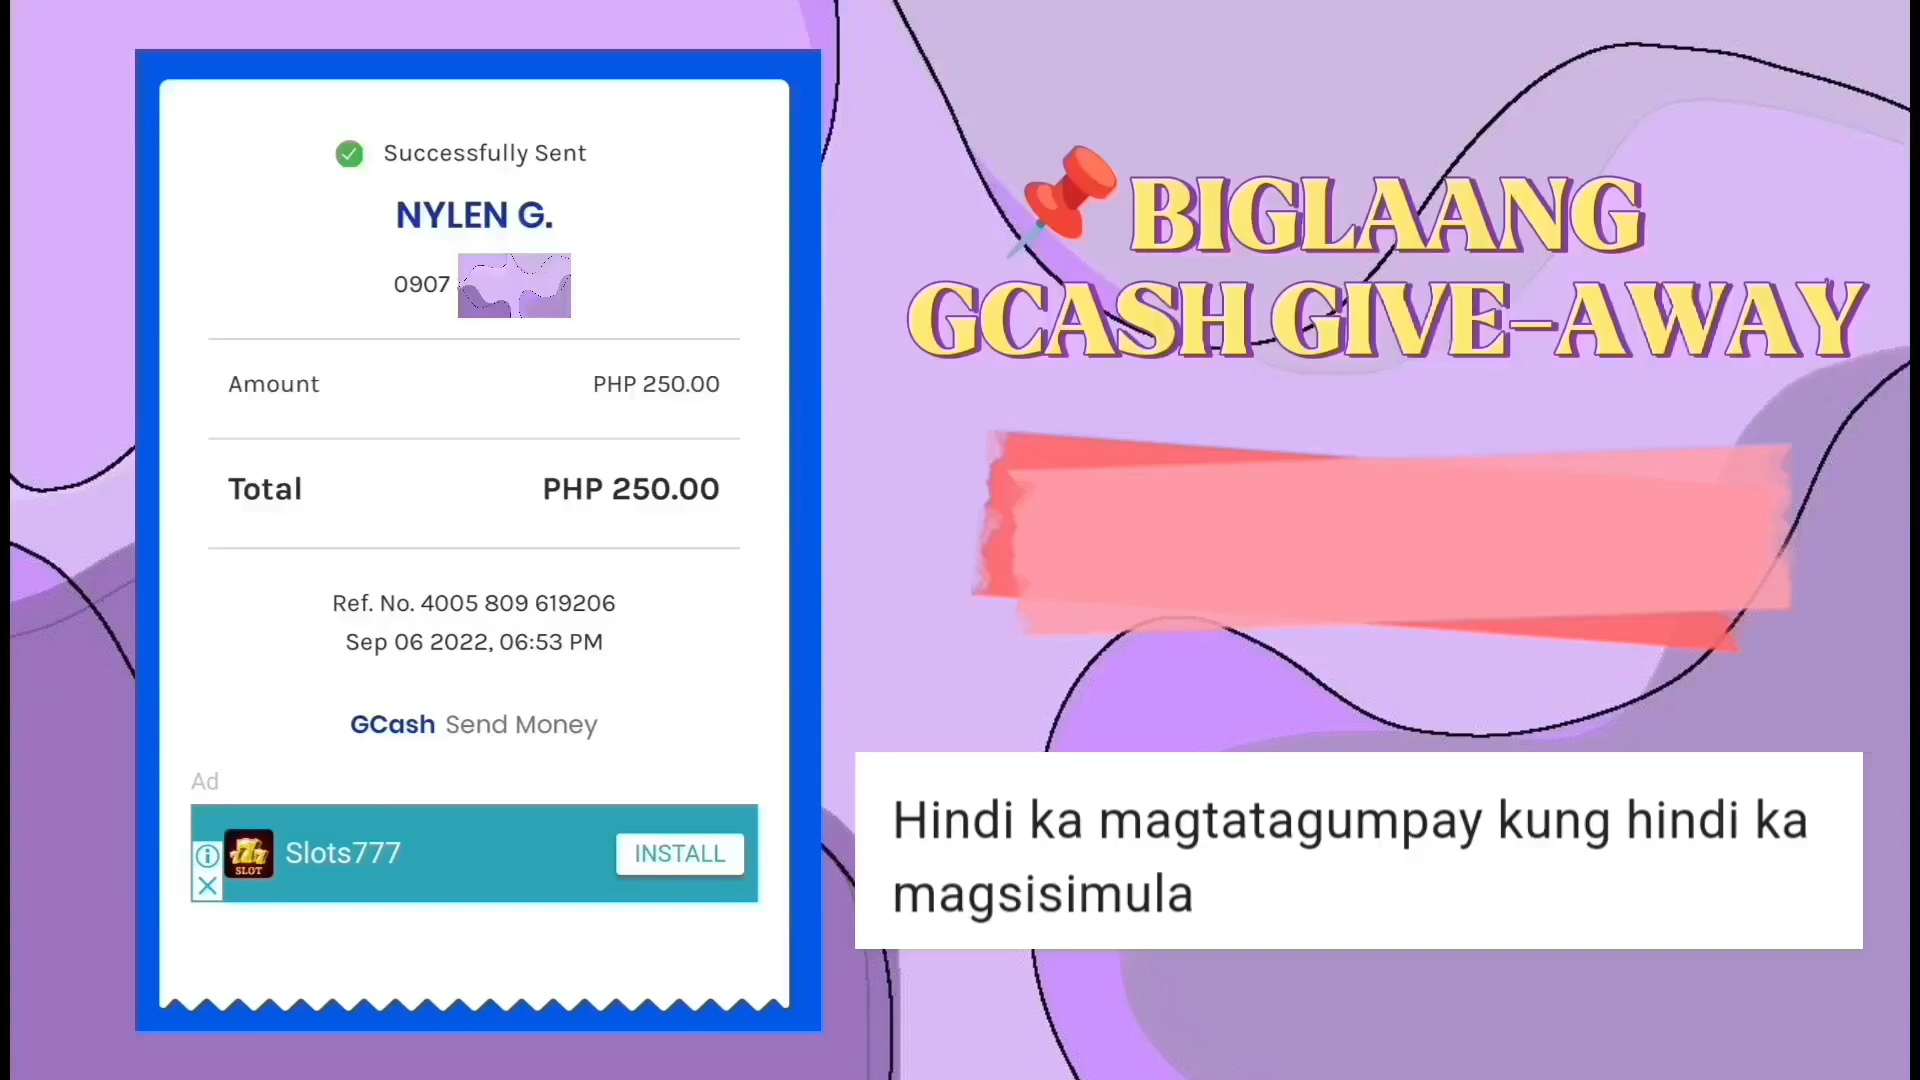 Successfully Sent
NYLEN G.
0907
Amount PHP 250.00
Total PHP 250.00
Ref. No. 4005 809 619206
Sep 06 2022, 06:53 PM
GCash Send Money
Ad
777
SLOT
Slots777
INSTALL
BIGLAANG
GCASH GIVE-AWAY
Hindi ka magtatagumpay kung hindi ka
magsisimula